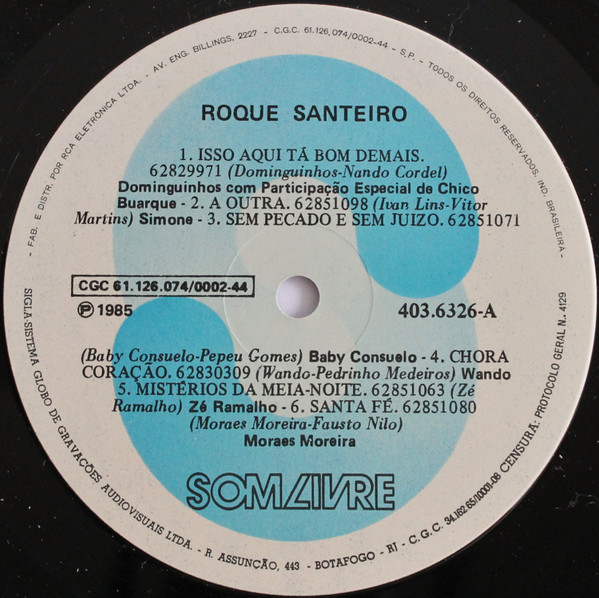 ROQUE SANTEIRO
1. ISSO AQUI TÁ BOM DEMAIS.
62829971 (Dominguinhos-Nando Cordel)
Dominguinhos com Participação Especial de Chico
Buarque - 2. A OUTRA. 62851098 (Ivan Lins-Vitor
Martins) Simone - 3. SEM PECADO E SEM JUIZO. 62851071
CGC 61.126.074/0002-44
Ⓟ 1985
403.6326-A
(Baby Consuelo-Pepeu Gomes) Baby Consuelo - 4. CHORA
CORAÇÃO. 62830309 (Wando-Pedrinho Medeiros) Wando
5. MISTÉRIOS DA MEIA-NOITE. 62851063 (Zé
Ramalho) Zé Ramalho - 6. SANTA FÉ. 62851080
(Moraes Moreira-Fausto Nilo)
Moraes Moreira
SOM LIVRE
- FAB. E DISTR. POR RCA ELETRÔNICA LTDA. - AV. ENG. BILLINGS, 2227 - C.G.C. 61.126.074/0002-44 - S.P. - TODOS OS DIREITOS RESERVADOS. IND. BRASILEIRA -
SIGLA-SISTEMA GLOBO DE GRAVAÇÕES AUDIOVISUAIS LTDA. - R. ASSUNÇÃO, 443 - BOTAFOGO - RJ - C.G.C. 34.162.65/0001-08 CENSURA: PROTOCOLO GERAL N.. 4129